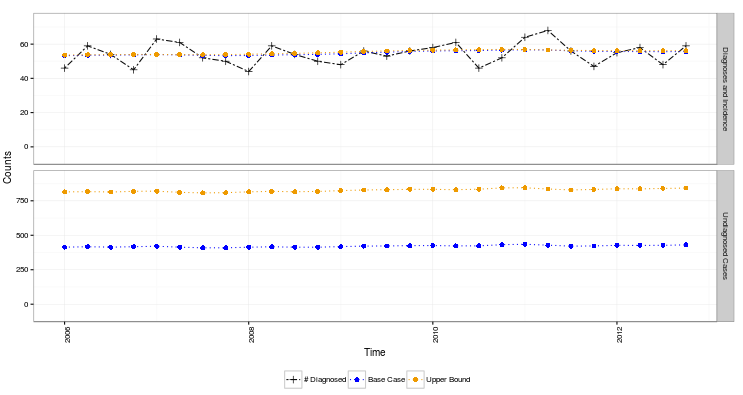 60
40
20
0
Diagnoses and Incidence
Counts
750
500
250
0
Undiagnosed Cases
2006
2008
2010
2012
Time
# Diagnosed
Base Case
Upper Bound